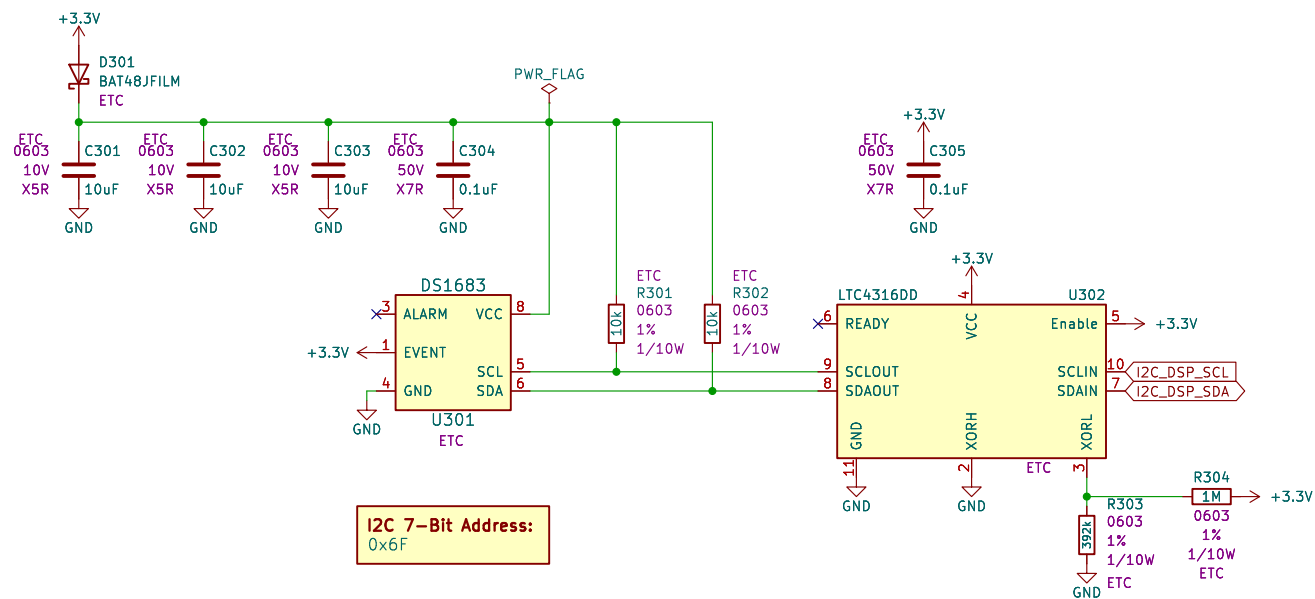 +3.3V
D301
BAT48JFILM
ETC
PWR_FLAG
ETC
0603
10V
X5R
C301
10uF
GND
ETC
0603
10V
X5R
C302
10uF
GND
ETC
0603
10V
X5R
C303
10uF
GND
ETC
0603
50V
X7R
C304
0.1uF
GND
+3.3V
ETC
0603
50V
X7R
C305
0.1uF
GND
DS1683
3 ALARM VCC 8
+3.3V 1 EVENT
SCL 5
4 GND SDA 6
GND
U301
ETC
ETC
R301
0603
10k
1%
1/10W
ETC
R302
0603
10k
1%
1/10W
+3.3V
LTC4316DD
4
U302
6 READY VCC Enable 5 +3.3V
9 SCLOUT SCLIN 10 I2C_DSP_SCL
8 SDAOUT SDAIN 7 I2C_DSP_SDA
GND XORH XORL
11 2 ETC 3
GND
GND
R304
1M
+3.3V
0603
1%
1/10W
ETC
R303
0603
392k
1%
1/10W
ETC
GND
I2C 7-Bit Address:
0x6F